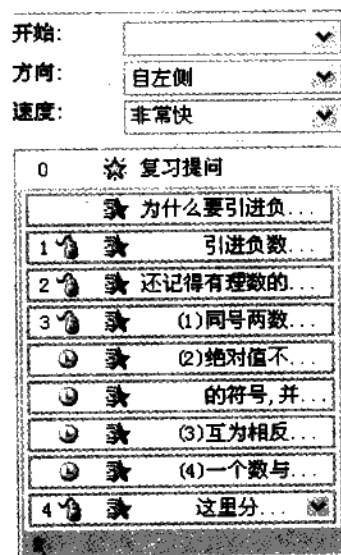 开始:
方向: 自左侧
速度: 非常快
0 复习提问
为什么要引进负...
1 引进负数...
2 还记得有理数的...
3 (1)同号两数...
(2)绝对值不...
的符号,并...
(3)互为相反...
(4)一个数与...
4 这里分...